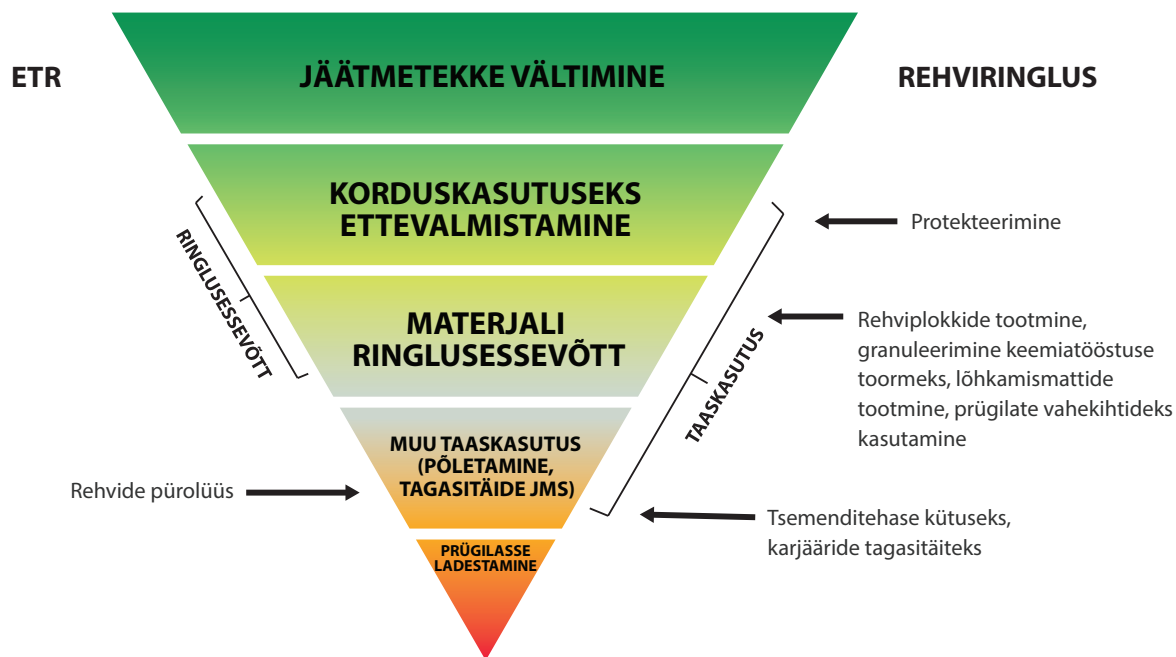 ETR
JÄÄTMETEKKE VÄLTIMINE
REHVIRINGLUS
KORDUSKASUTUSEKS
ETTEVALMISTAMINE
Protekteerimine
RINGLUSSEVÕTT
MATERJALI
RINGLUSESSEVÕTT
TAASKASUTUS
Rehviplokkide tootmine,
granuleerimine keemiatööstuse
toormeks, lõhkamismattide
tootmine, prügilate vahekihtideks
kasutamine
MUU TAASKASUTUS
(PÕLETAMINE,
TAGASITÄIDE JMS)
Rehvide pürolüüs
Tsemenditehase kütuseks,
karjääride tagasitäiteks
PRÜGILASSE
LADESTAMINE